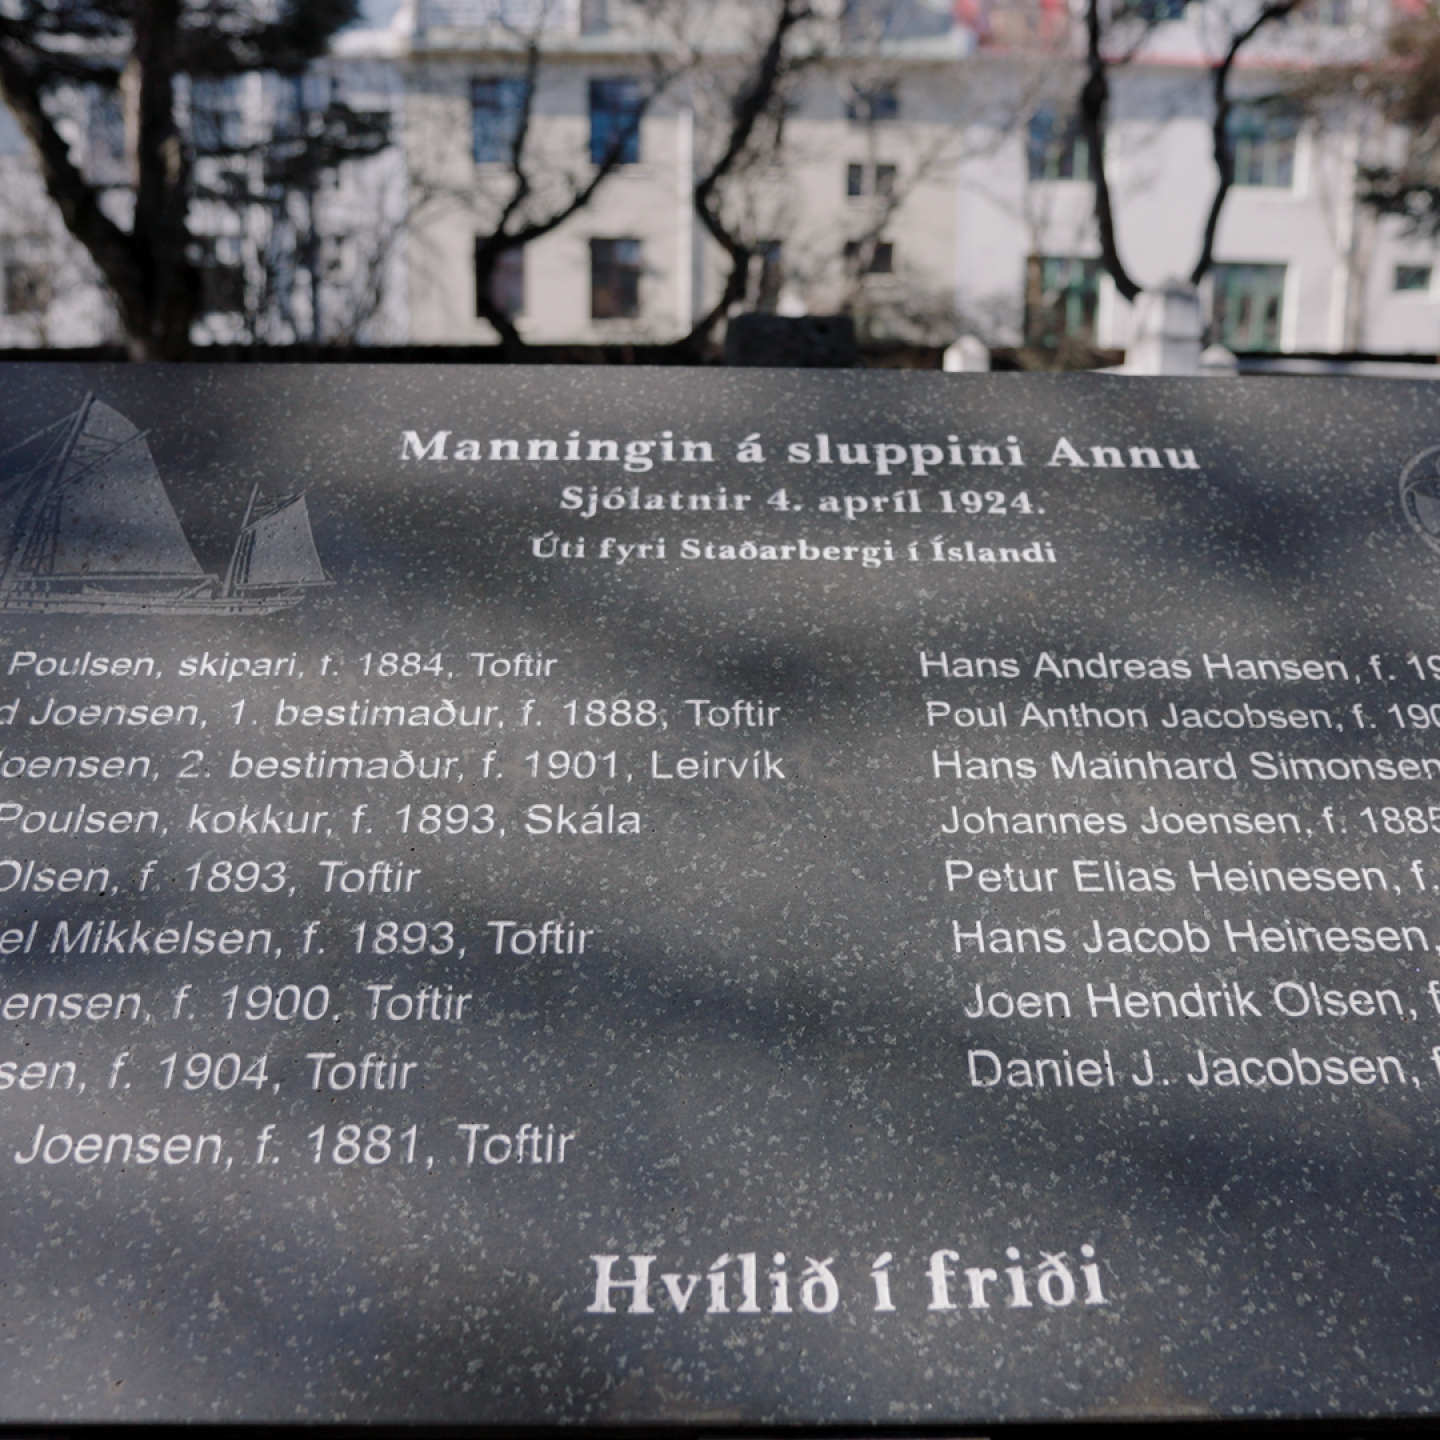 Manningin á sluppini Annu
Sjólatnir 4. apríl 1924.
Úti fyri Staðarbergi í Íslandi
Poulsen, skipari, f. 1884, Toftir
Joensen, 1. bestimaður, f. 1888, Toftir
Joensen, 2. bestimaður, f. 1901, Leirvík
Poulsen, kokkur, f. 1893, Skála
Olsen, f. 1893, Toftir
Mikkelsen, f. 1893, Toftir
f. 1900, Toftir
f. 1904, Toftir
Joensen, f. 1881, Toftir
Hans Andreas Hansen, f.
Poul Anthon Jacobsen, f.
Hans Mainhard Simonsen
Johannes Joensen, f. 1885
Petur Elias Heinesen, f.
Hans Jacob Heinesen,
Joen Hendrik Olsen,
Daniel J. Jacobsen,
Hvílið í friði